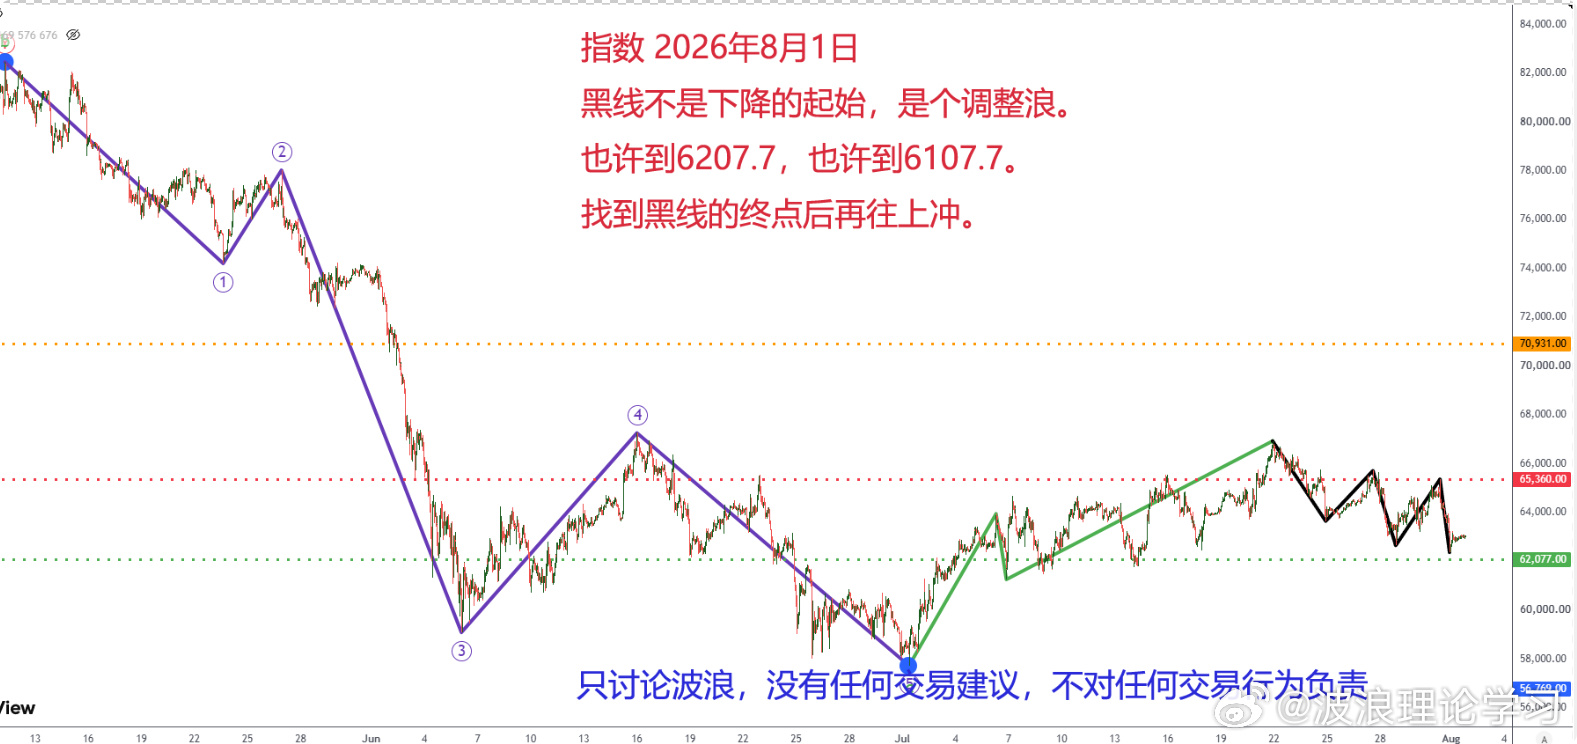 69 576 676
指数 2026年8月1日
黑线不是下降的起始，是个调整浪。
也许到6207.7，也许到6107.7。
找到黑线的终点后再往上冲。
②
①
④
③
84,000.00
82,000.00
80,000.00
78,000.00
76,000.00
74,000.00
72,000.00
70,931.00
70,000.00
68,000.00
66,000.00
65,360.00
64,000.00
62,077.00
60,000.00
58,000.00
56,769.00
只讨论波浪，没有任何交易建议，不对任何交易行为负责
@波浪理论学习
View
13 16 19 22 25 28 Jun 4 7 10 13 16 19 22 25 28 Jul 4 7 10 13 16 19 22 25 28 Aug 4
A